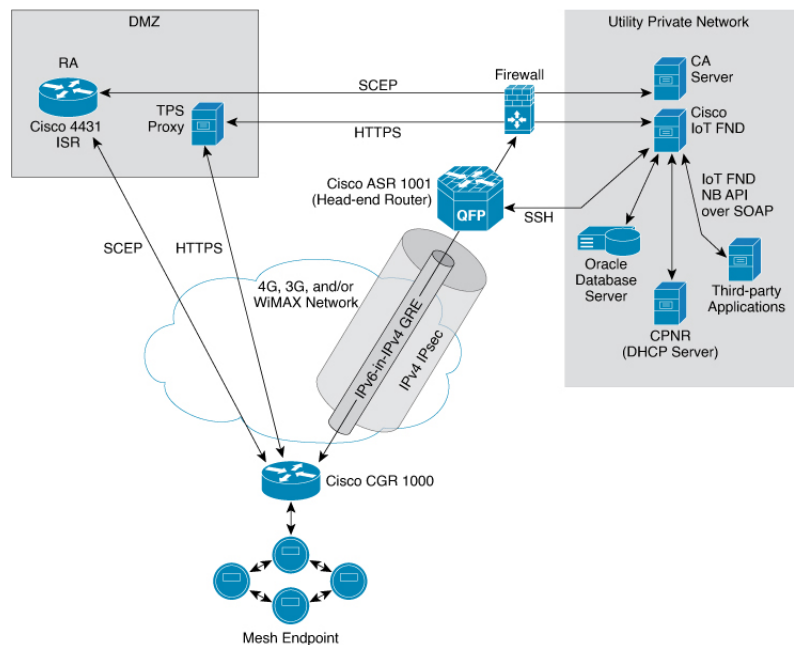 DMZ
Utility Private Network
RA
Cisco 4431
ISR
TPS
Proxy
SCEP
HTTPS
Firewall
CA
Server
Cisco
IoT FND
Cisco ASR 1001
(Head-end Router)
QFP
SSH
IoT FND
NB API
over SOAP
Oracle
Database
Server
Third-party
Applications
CPNR
(DHCP Server)
SCEP
HTTPS
4G, 3G, and/or
WiMAX Network
IPv6-in-IPv4 GRE
IPv4 IPsec
Cisco CGR 1000
Mesh Endpoint